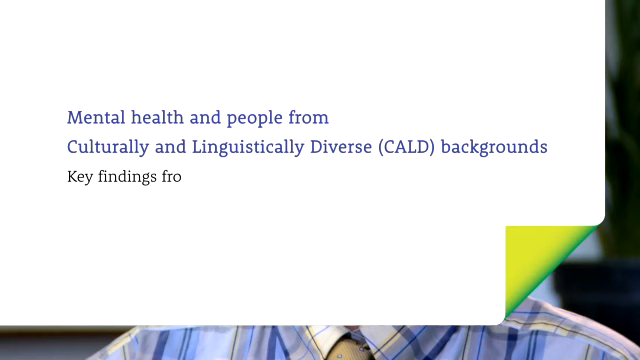 Mental health and people from
Culturally and Linguistically Diverse (CALD) backgrounds
Key findings fro